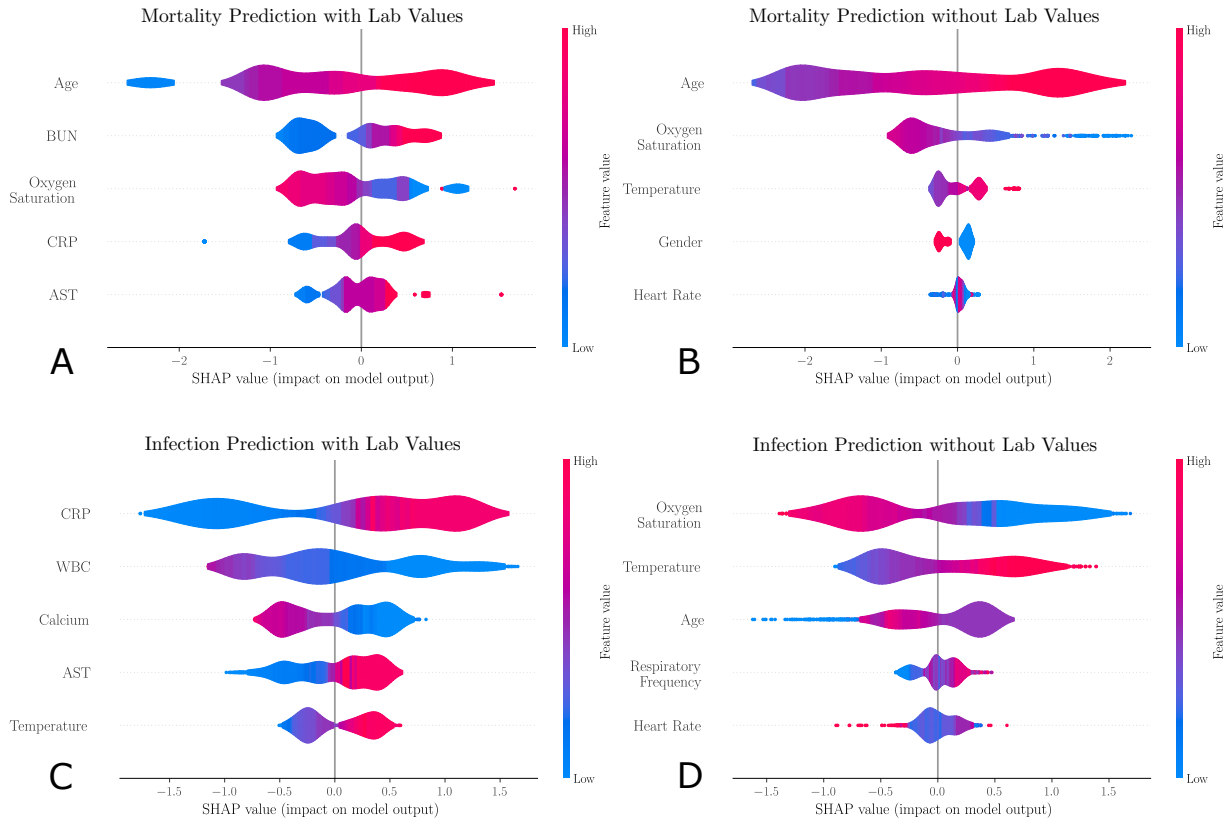 Mortality Prediction with Lab Values
Age
BUN
Oxygen
Saturation
CRP
AST
−2 −1 0 1
SHAP value (impact on model output)
High
Feature value
Low
A
Mortality Prediction without Lab Values
Age
Oxygen
Saturation
Temperature
Gender
Heart Rate
−2 −1 0 1 2
SHAP value (impact on model output)
High
Feature value
Low
B
Infection Prediction with Lab Values
CRP
WBC
Calcium
AST
Temperature
−1.5 −1.0 −0.5 0.0 0.5 1.0 1.5
SHAP value (impact on model output)
High
Feature value
Low
C
Infection Prediction without Lab Values
Oxygen
Saturation
Temperature
Age
Respiratory
Frequency
Heart Rate
−1.5 −1.0 −0.5 0.0 0.5 1.0 1.5
SHAP value (impact on model output)
High
Feature value
Low
D